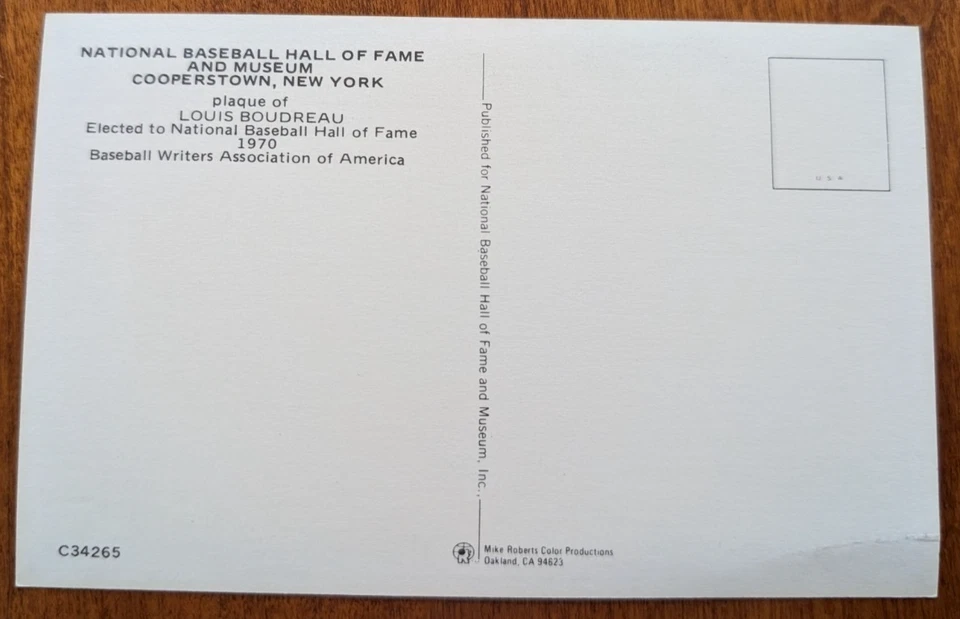 NATIONAL BASEBALL HALL OF FAME
AND MUSEUM
COOPERSTOWN, NEW YORK
plaque of
LOUIS BOUDREAU
Elected to National Baseball Hall of Fame
1970
Baseball Writers Association of America
Published for National Baseball Hall of Fame and Museum, Inc.,
C34265
Mike Roberts Color Productions
Oakland, CA 94623